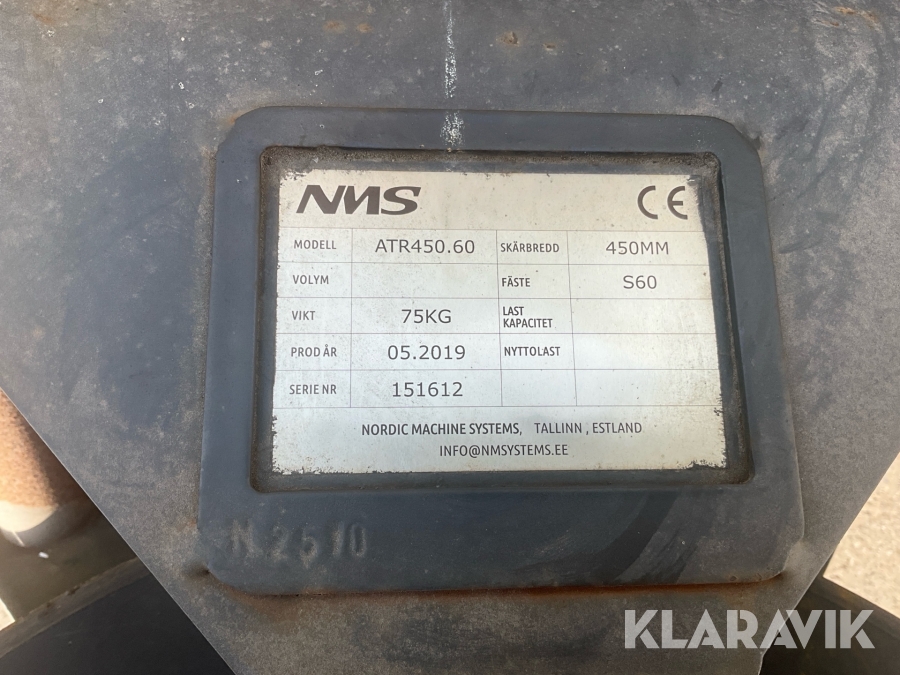 NMS CE
MODELL ATR450.60 SKÄRBREDD 450MM
VOLYM FÄSTE S60
VIKT 75KG LAST KAPACITET
PROD ÅR 05.2019 NYTTOLAST
SERIE NR 151612
NORDIC MACHINE SYSTEMS, TALLINN , ESTLAND
INFO@NMSYSTEMS.EE
N 2510
KLARAVIK